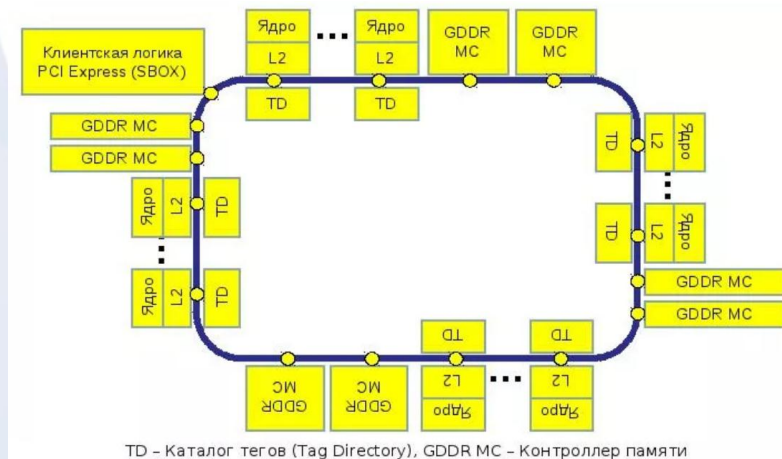 Клиентская логика
PCI Express (SBOX)
Ядро
L2
TD
...
Ядро
L2
TD
GDDR
MC
GDDR
MC
GDDR MC
GDDR MC
Ядро
L2
TD
...
Ядро
L2
TD
TD
L2
Ядро
...
TD
L2
Ядро
GDDR MC
GDDR MC
GDDR
MC
GDDR
MC
TD
L2
Ядро
...
TD
L2
Ядро
TD – Каталог тегов (Tag Directory), GDDR MC – Контроллер памяти